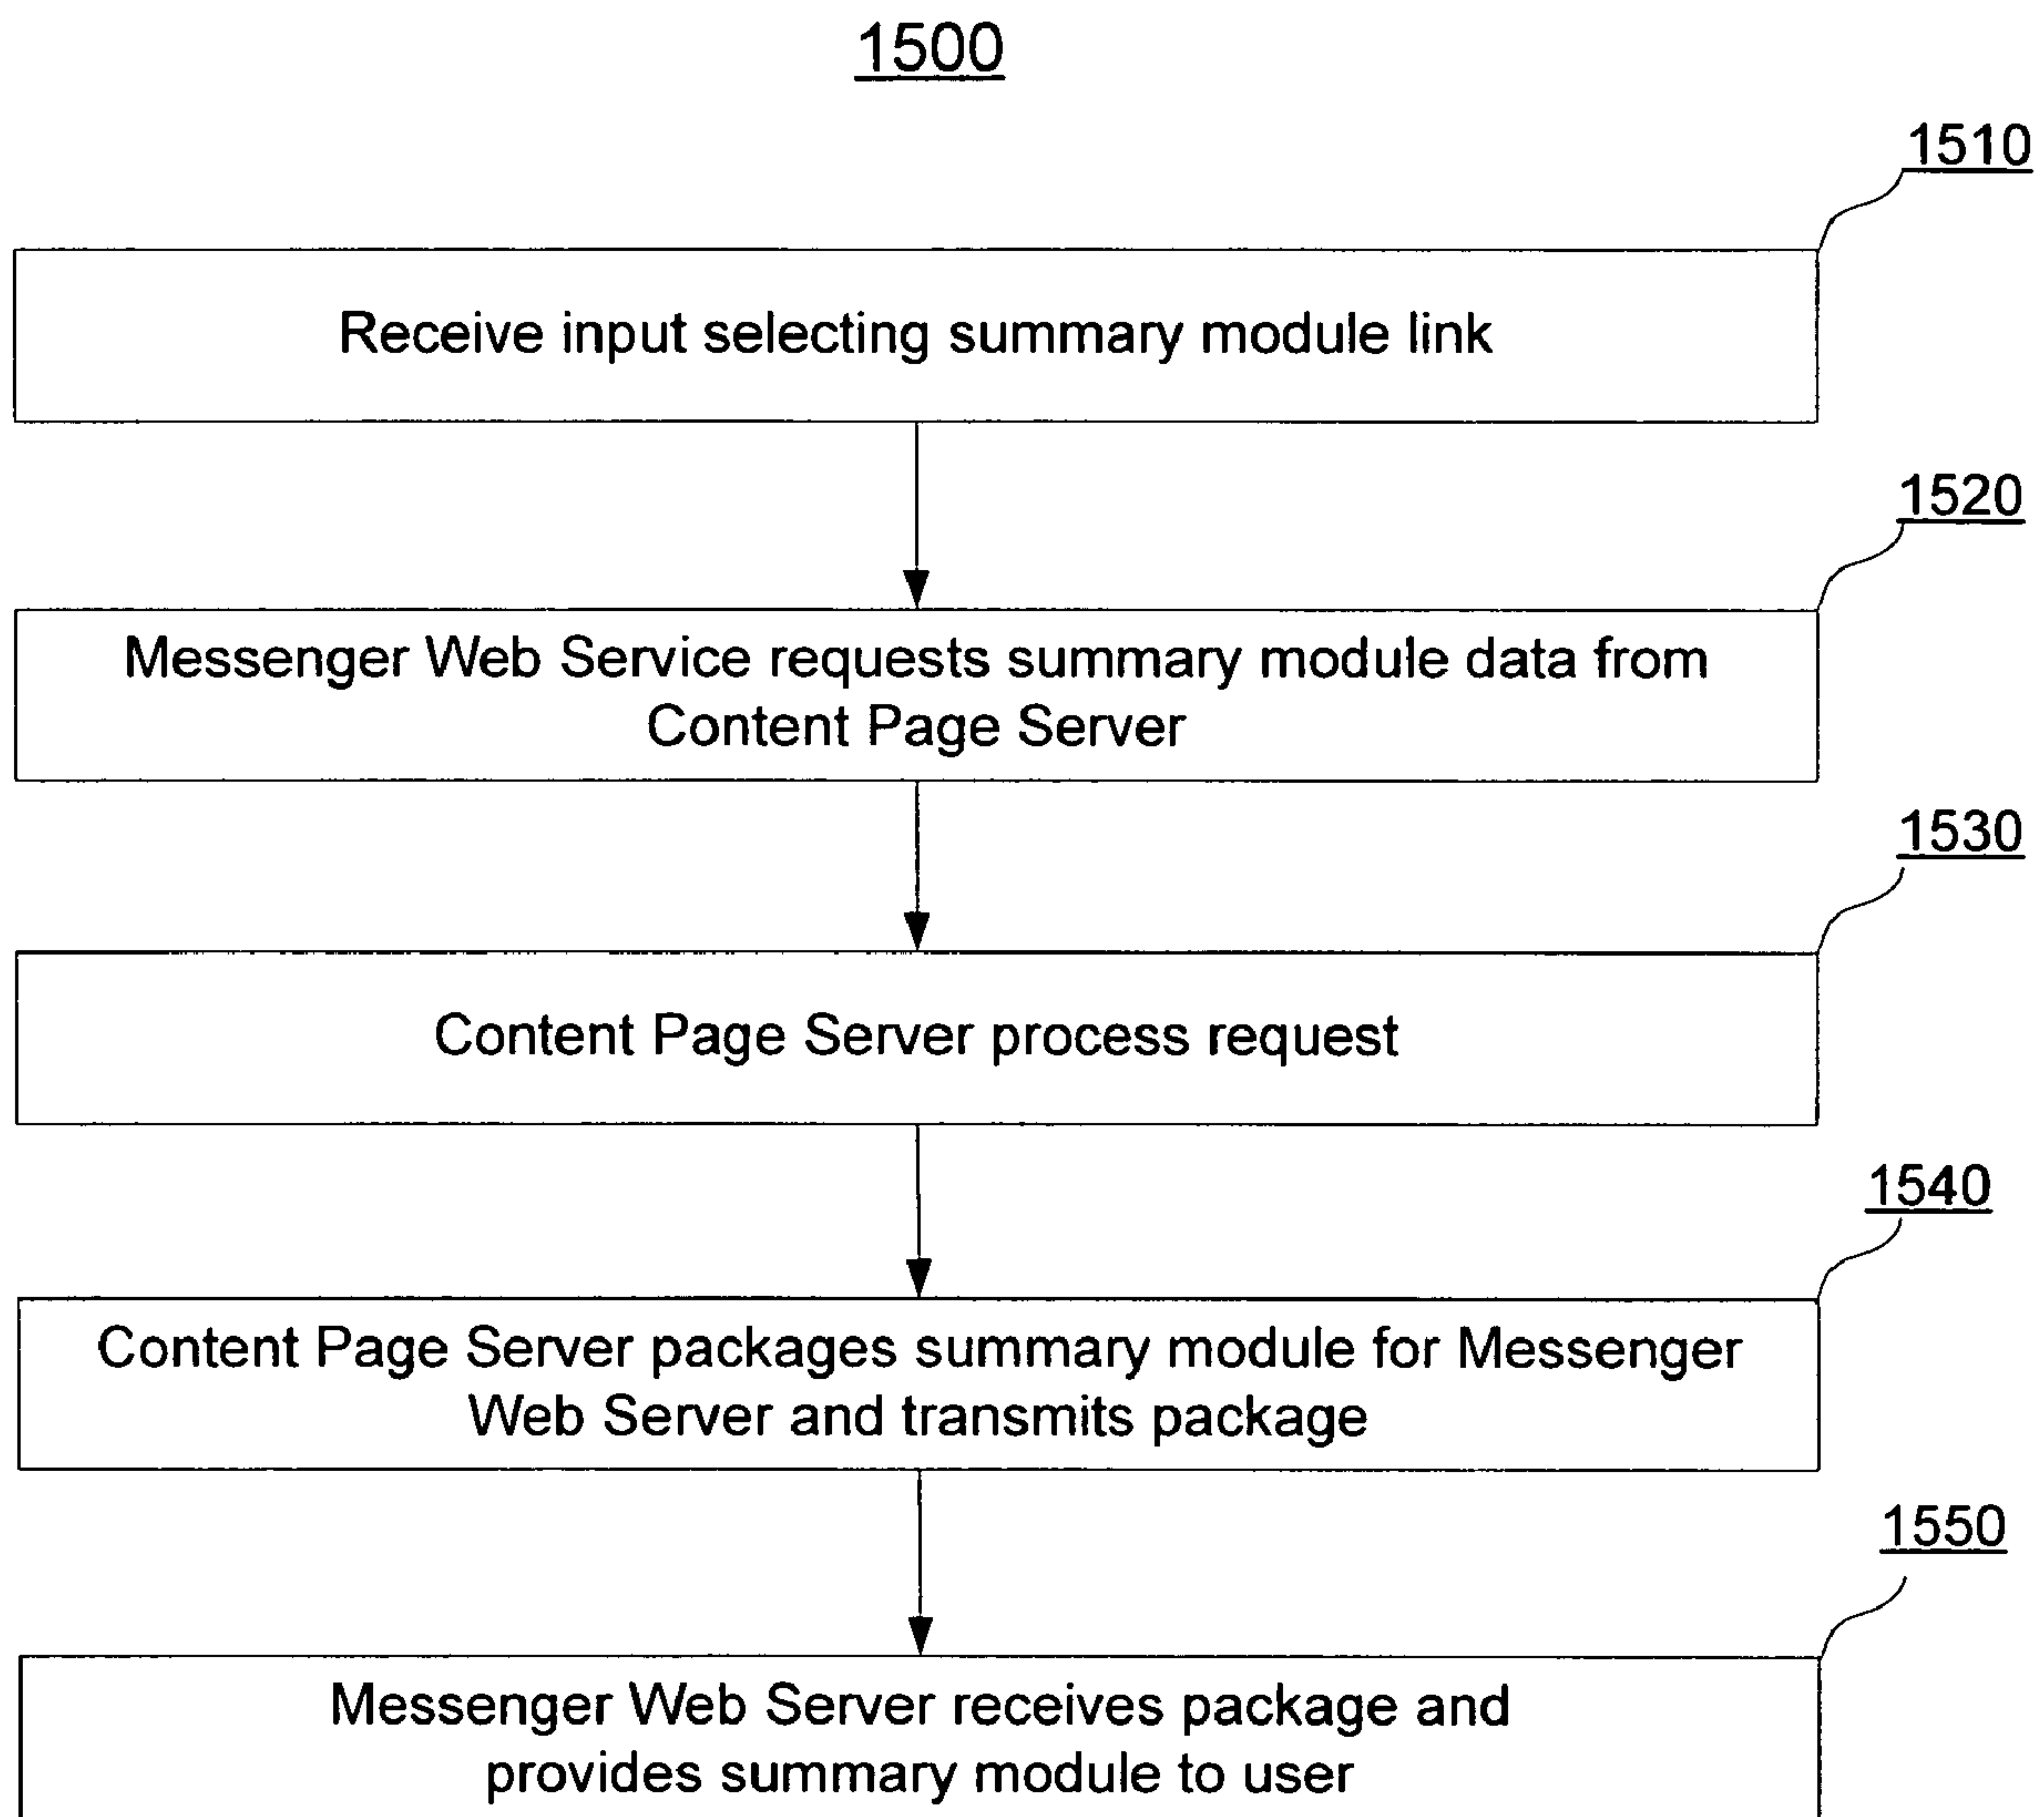 1500
1510
Receive input selecting summary module link
1520
Messenger Web Service requests summary module data from
Content Page Server
1530
Content Page Server process request
1540
Content Page Server packages summary module for Messenger
Web Server and transmits package
1550
Messenger Web Server receives package and
provides summary module to user